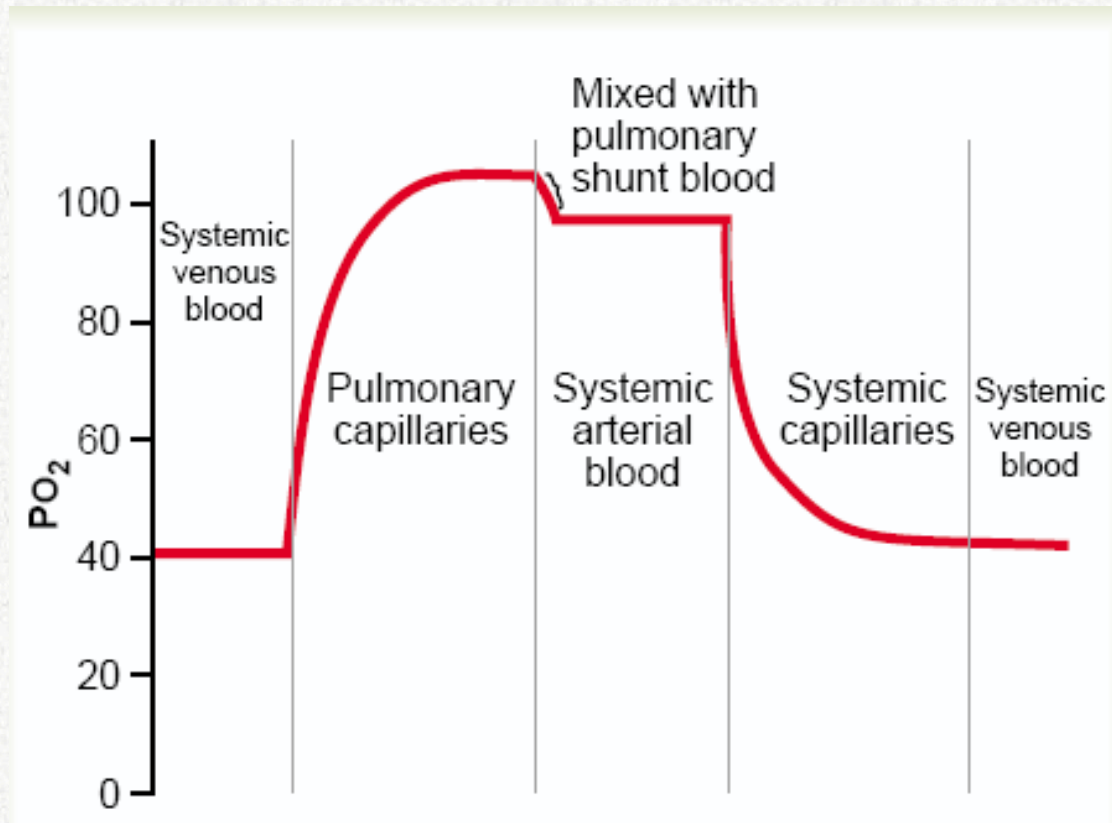 Mixed with
pulmonary
shunt blood
100
80
60
40
20
0
PO₂
Systemic
venous
blood
Pulmonary
capillaries
Systemic
arterial
blood
Systemic
capillaries
Systemic
venous
blood